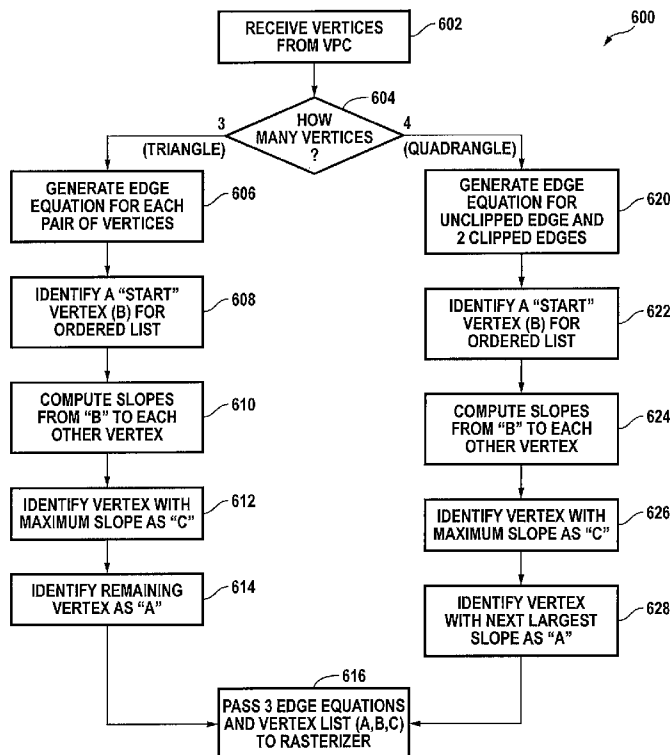 RECEIVE VERTICES
FROM VPC
602
600
604
HOW
MANY VERTICES
?
3
(TRIANGLE)
4
(QUADRANGLE)
GENERATE EDGE
EQUATION FOR EACH
PAIR OF VERTICES
606
IDENTIFY A “START”
VERTEX (B) FOR
ORDERED LIST
608
COMPUTE SLOPES
FROM “B” TO EACH
OTHER VERTEX
610
IDENTIFY VERTEX WITH
MAXIMUM SLOPE AS “C”
612
IDENTIFY REMAINING
VERTEX AS “A”
614
GENERATE EDGE
EQUATION FOR
UNCLIPPED EDGE AND
2 CLIPPED EDGES
620
IDENTIFY A “START”
VERTEX (B) FOR
ORDERED LIST
622
COMPUTE SLOPES
FROM “B” TO EACH
OTHER VERTEX
624
IDENTIFY VERTEX WITH
MAXIMUM SLOPE AS “C”
626
IDENTIFY VERTEX
WITH NEXT LARGEST
SLOPE AS “A”
628
616
PASS 3 EDGE EQUATIONS
AND VERTEX LIST (A,B,C)
TO RASTERIZER